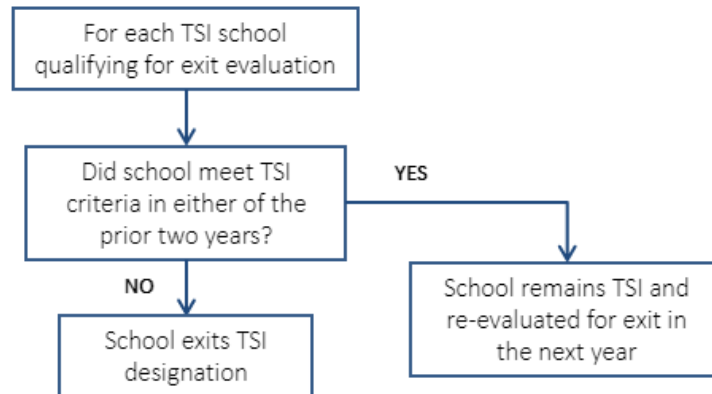 For each TSI school
qualifying for exit evaluation
Did school meet TSI
criteria in either of the
prior two years?
YES
NO
School remains TSI and
re-evaluated for exit in
the next year
School exits TSI
designation